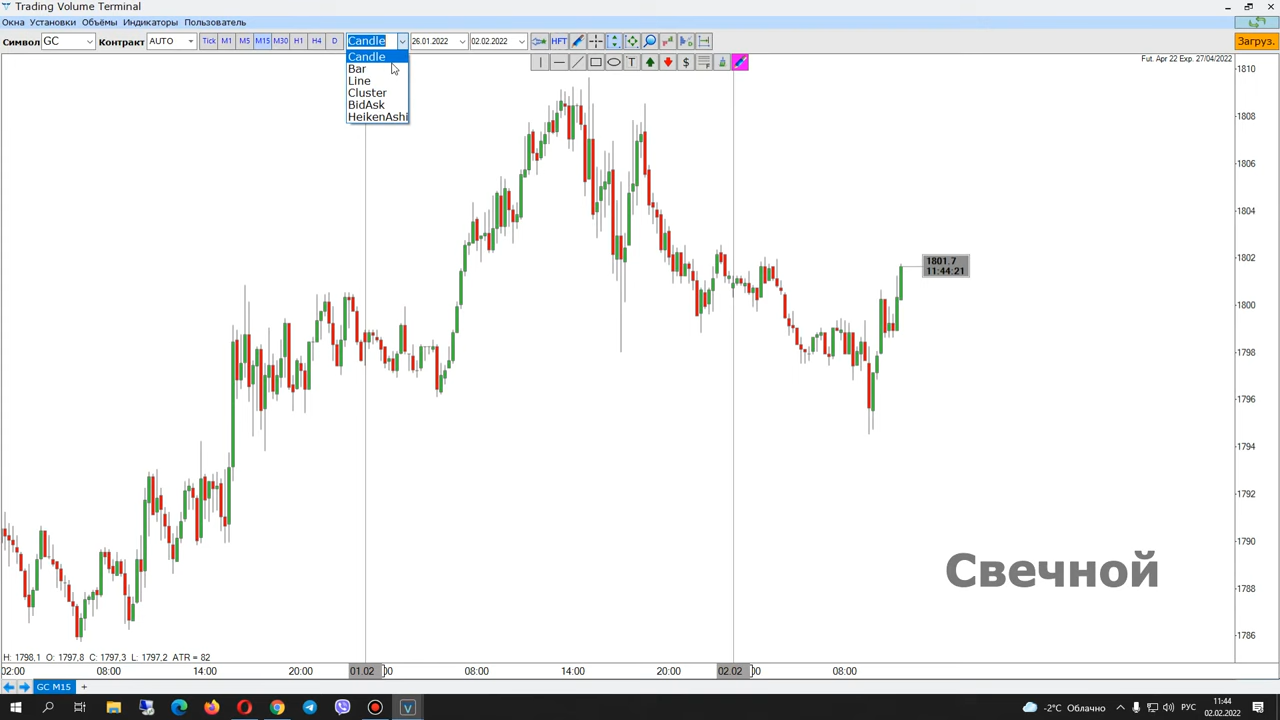 Trading Volume Terminal
Окна Установки Объёмы Индикаторы Пользователь
Символ GC Контракт AUTO Tick M1 M5 M15 M30 H1 H4 D Candle 26.01.2022 02.02.2022 HFT Загруз.
Candle
Bar
Line
Cluster
BidAsk
HeikenAshi
T $
Fut. Apr 22 Exp. 27/04/2022
1810
1808
1806
1804
1802
1801.7
11:44:21
1800
1798
1796
1794
1792
1790
1788
1786
Свечной
H: 1798.1 O: 1797.8 C: 1797.3 L: 1797.2 ATR = 82
02:00 08:00 14:00 20:00 01.02 08:00 14:00 20:00 02.02 08:00
GC M15 +
-2°C Облачно РУС 11:44
02.02.2022